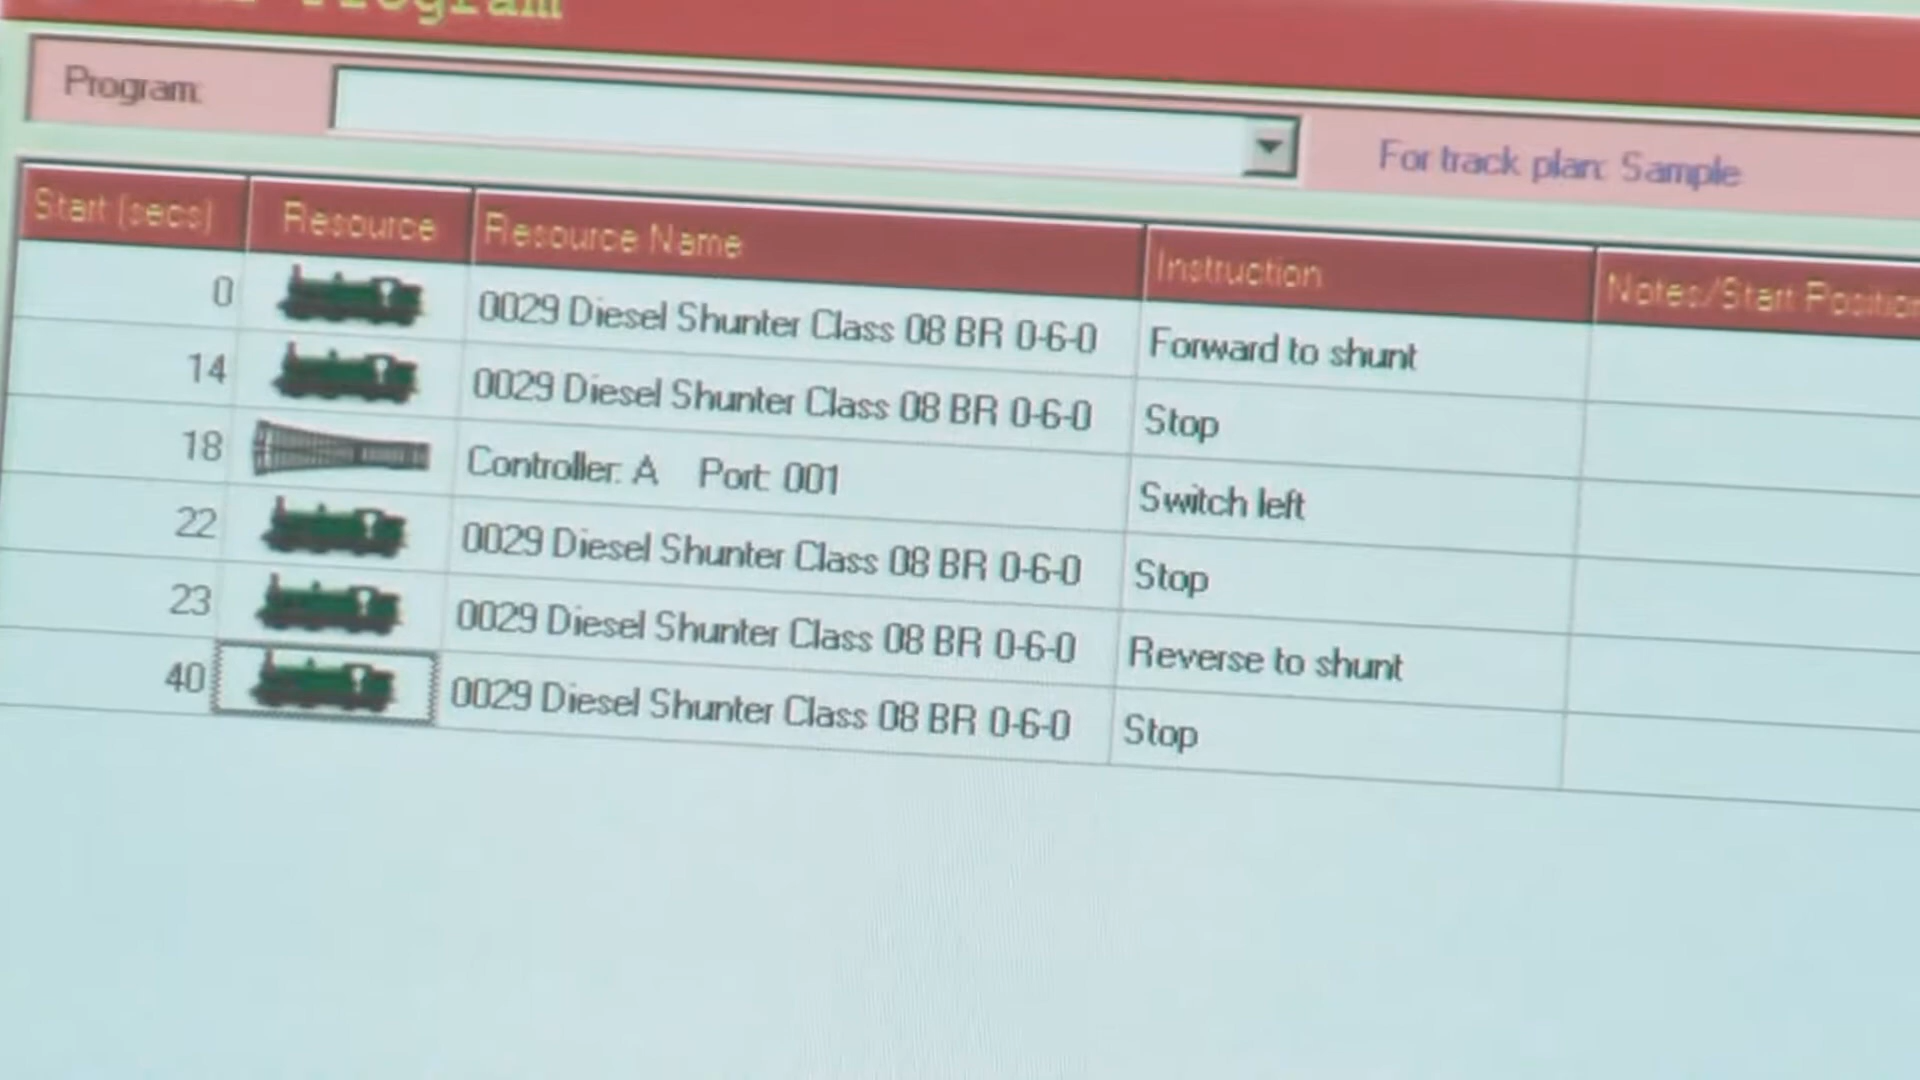 Program
Program:
For track plan: Sample
Start (secs) Resource Resource Name Instruction Notes/Start Position
0 0029 Diesel Shunter Class 08 BR 0-6-0 Forward to shunt
14 0029 Diesel Shunter Class 08 BR 0-6-0 Stop
18 Controller: A Port: 001 Switch left
22 0029 Diesel Shunter Class 08 BR 0-6-0 Stop
23 0029 Diesel Shunter Class 08 BR 0-6-0 Reverse to shunt
40 0029 Diesel Shunter Class 08 BR 0-6-0 Stop